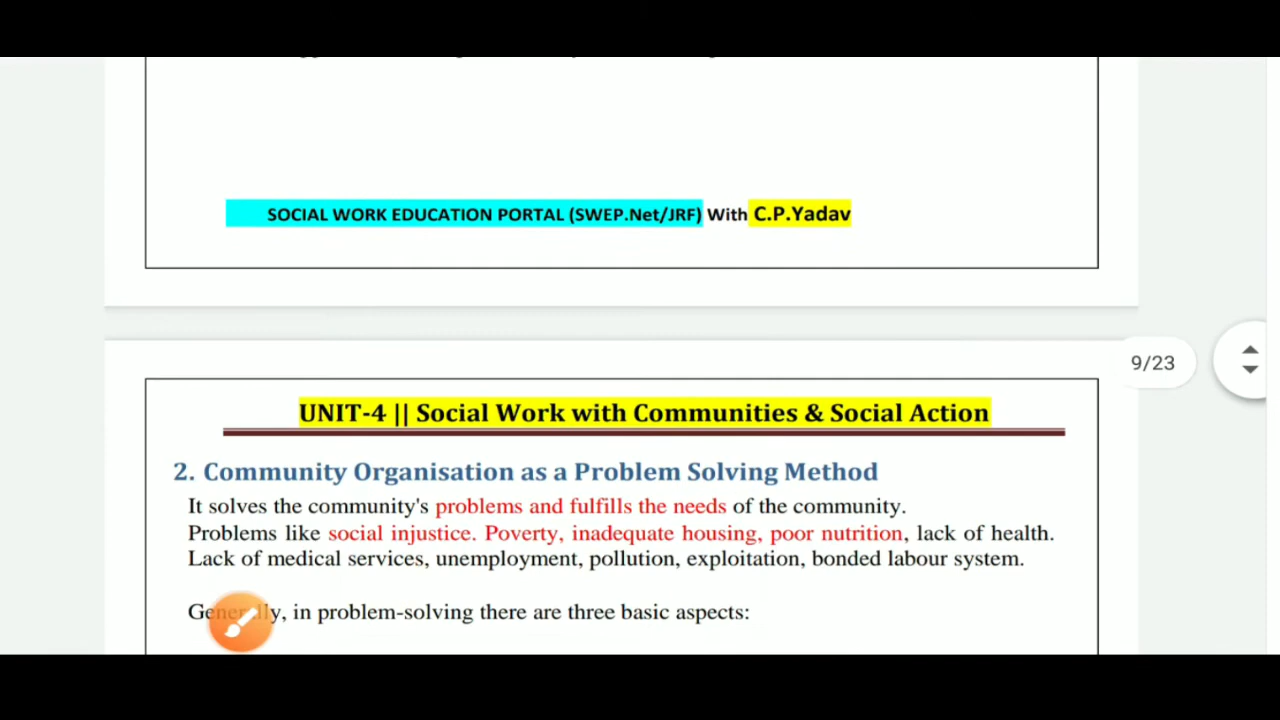 SOCIAL WORK EDUCATION PORTAL (SWEP.Net/JRF) With C.P.Yadav
9/23
UNIT-4 || Social Work with Communities & Social Action
2. Community Organisation as a Problem Solving Method
It solves the community's problems and fulfills the needs of the community.
Problems like social injustice. Poverty, inadequate housing, poor nutrition, lack of health.
Lack of medical services, unemployment, pollution, exploitation, bonded labour system.
Generally, in problem-solving there are three basic aspects: